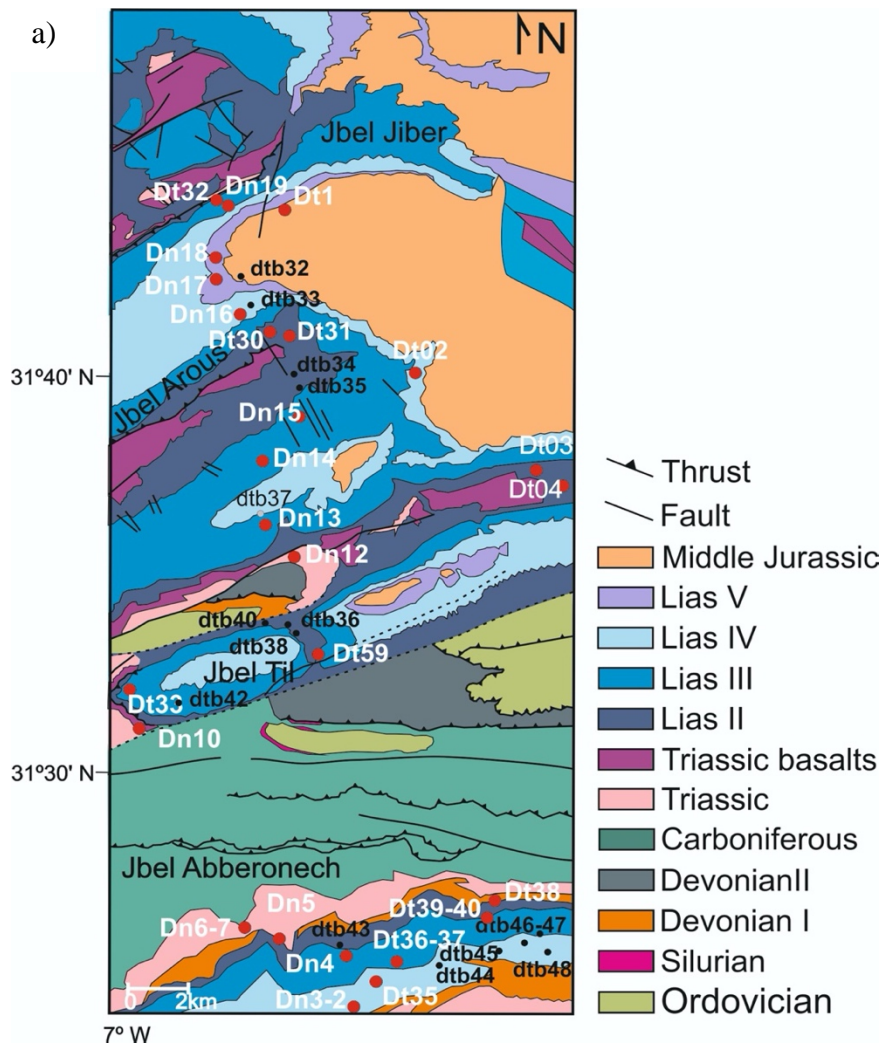 a)
N
Jbel Jiber
Dt32
Dn19
Dt1
Dn18
dtb32
Dn17
dtb33
Dn16
Dt30
Dt31
Dt02
31º40' N
dtb34
Jbel Arous
dtb35
Dn15
Dt03
Dn14
Dt04
dtb37
Dn13
Dn12
dtb40
dtb36
dtb38
Dt59
Jbel Til
Dt33
dtb42
Dn10
31º30' N
Jbel Abberonech
Dn5
Dt38
Dn6-7
Dt39-40
dtb43
dtb46-47
Dt36-37
Dn4
dtb45
dtb44
dtb48
Dn3-2
Dt35
0 2km
7º W
Thrust
Fault
Middle Jurassic
Lias V
Lias IV
Lias III
Lias II
Triassic basalts
Triassic
Carboniferous
DevonianII
Devonian I
Silurian
Ordovician